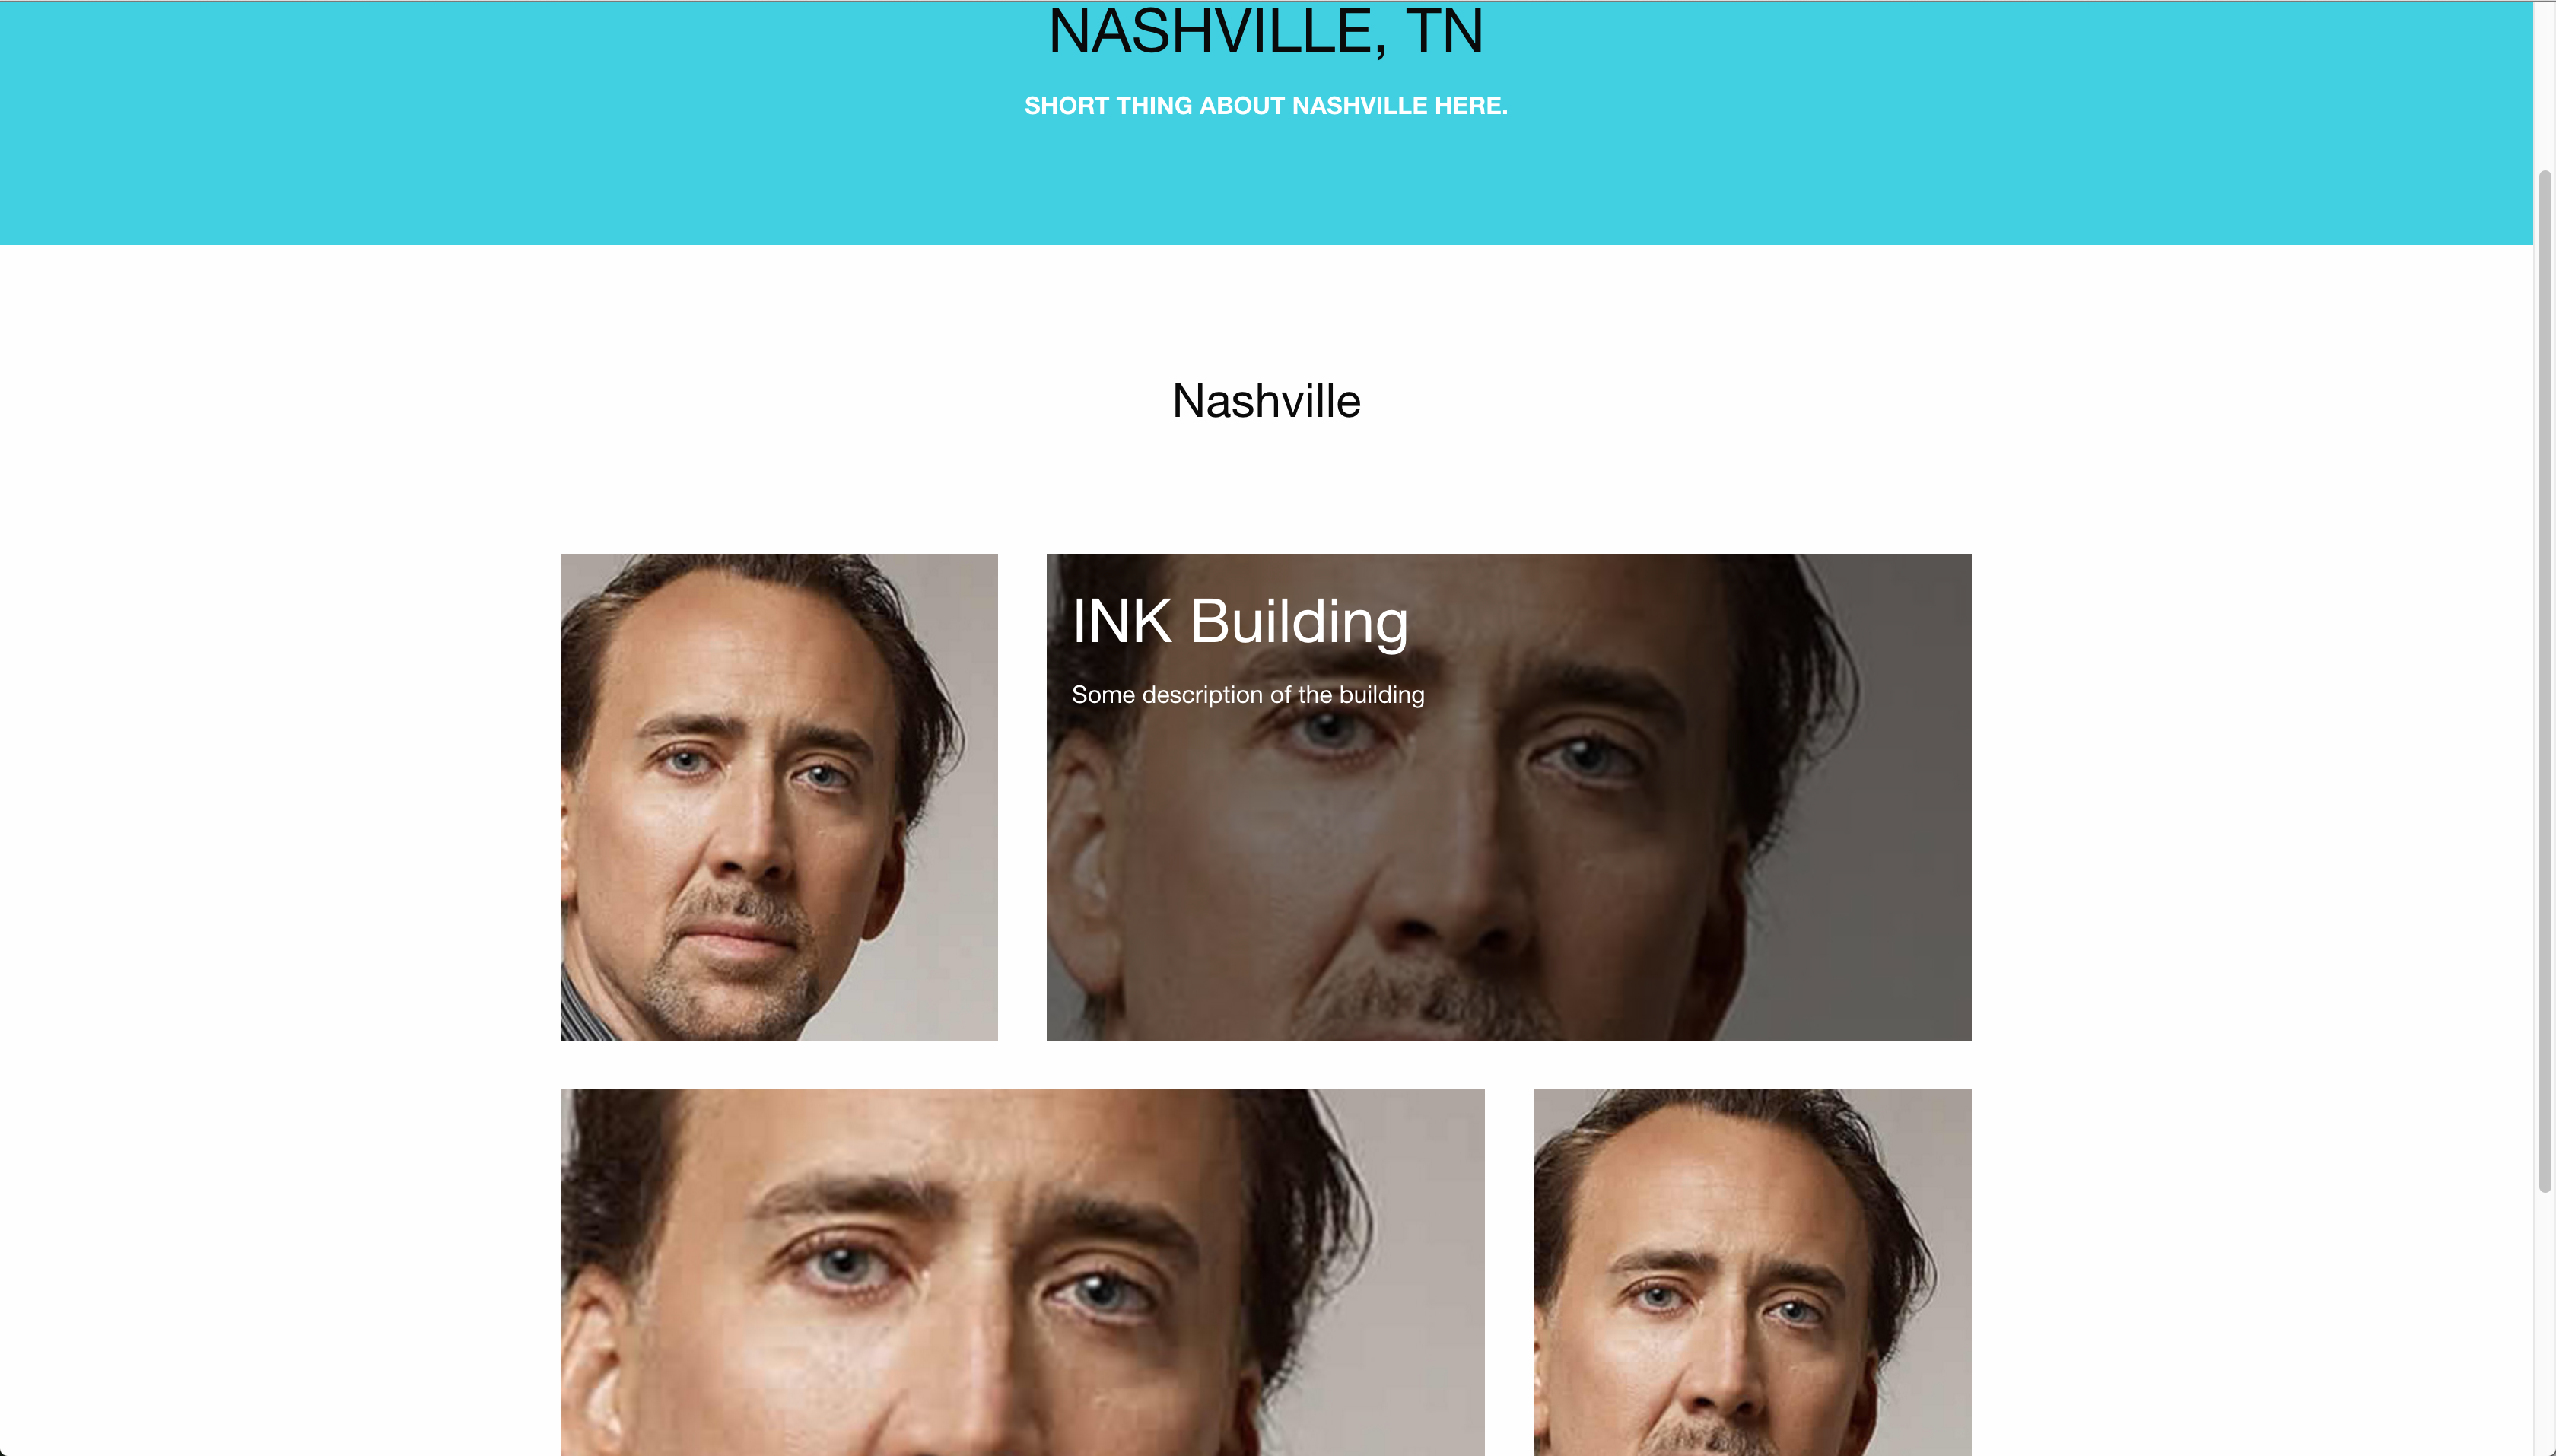 NASHVILLE, TN
SHORT THING ABOUT NASHVILLE HERE.
Nashville
INK Building
Some description of the building